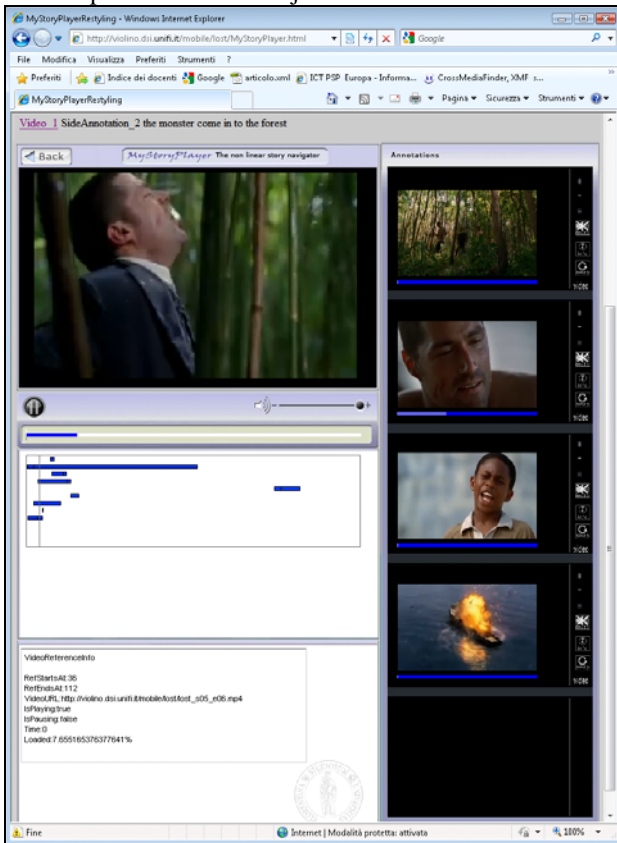 MyStoryPlayerRestyling - Windows Internet Explorer
http://violino.dsi.unifi.it/mobile/lost/MyStoryPlayer.html
Google
File Modifica Visualizza Preferiti Strumenti ?
Preferiti Indice dei docenti Google articolo.xml ICT PSP Europa - Informa... CrossMediaFinder, XMF s...
MyStoryPlayerRestyling Pagina Sicurezza Strumenti
Video_1 SideAnnotation_2 the monster come in to the forest
Back MyStoryPlayer The non linear story navigator
Annotations
VideoReferenceInfo
RefStartsAt:36
RefEndsAt:112
VideoURL:http://violino.dsi.unifi.it/mobile/lost/lost_s05_e06.mp4
IsPlaying:true
IsPausing:false
Time:0
Loaded:7.655165376377641%
Fine Internet | Modalità protetta: attivata 100%